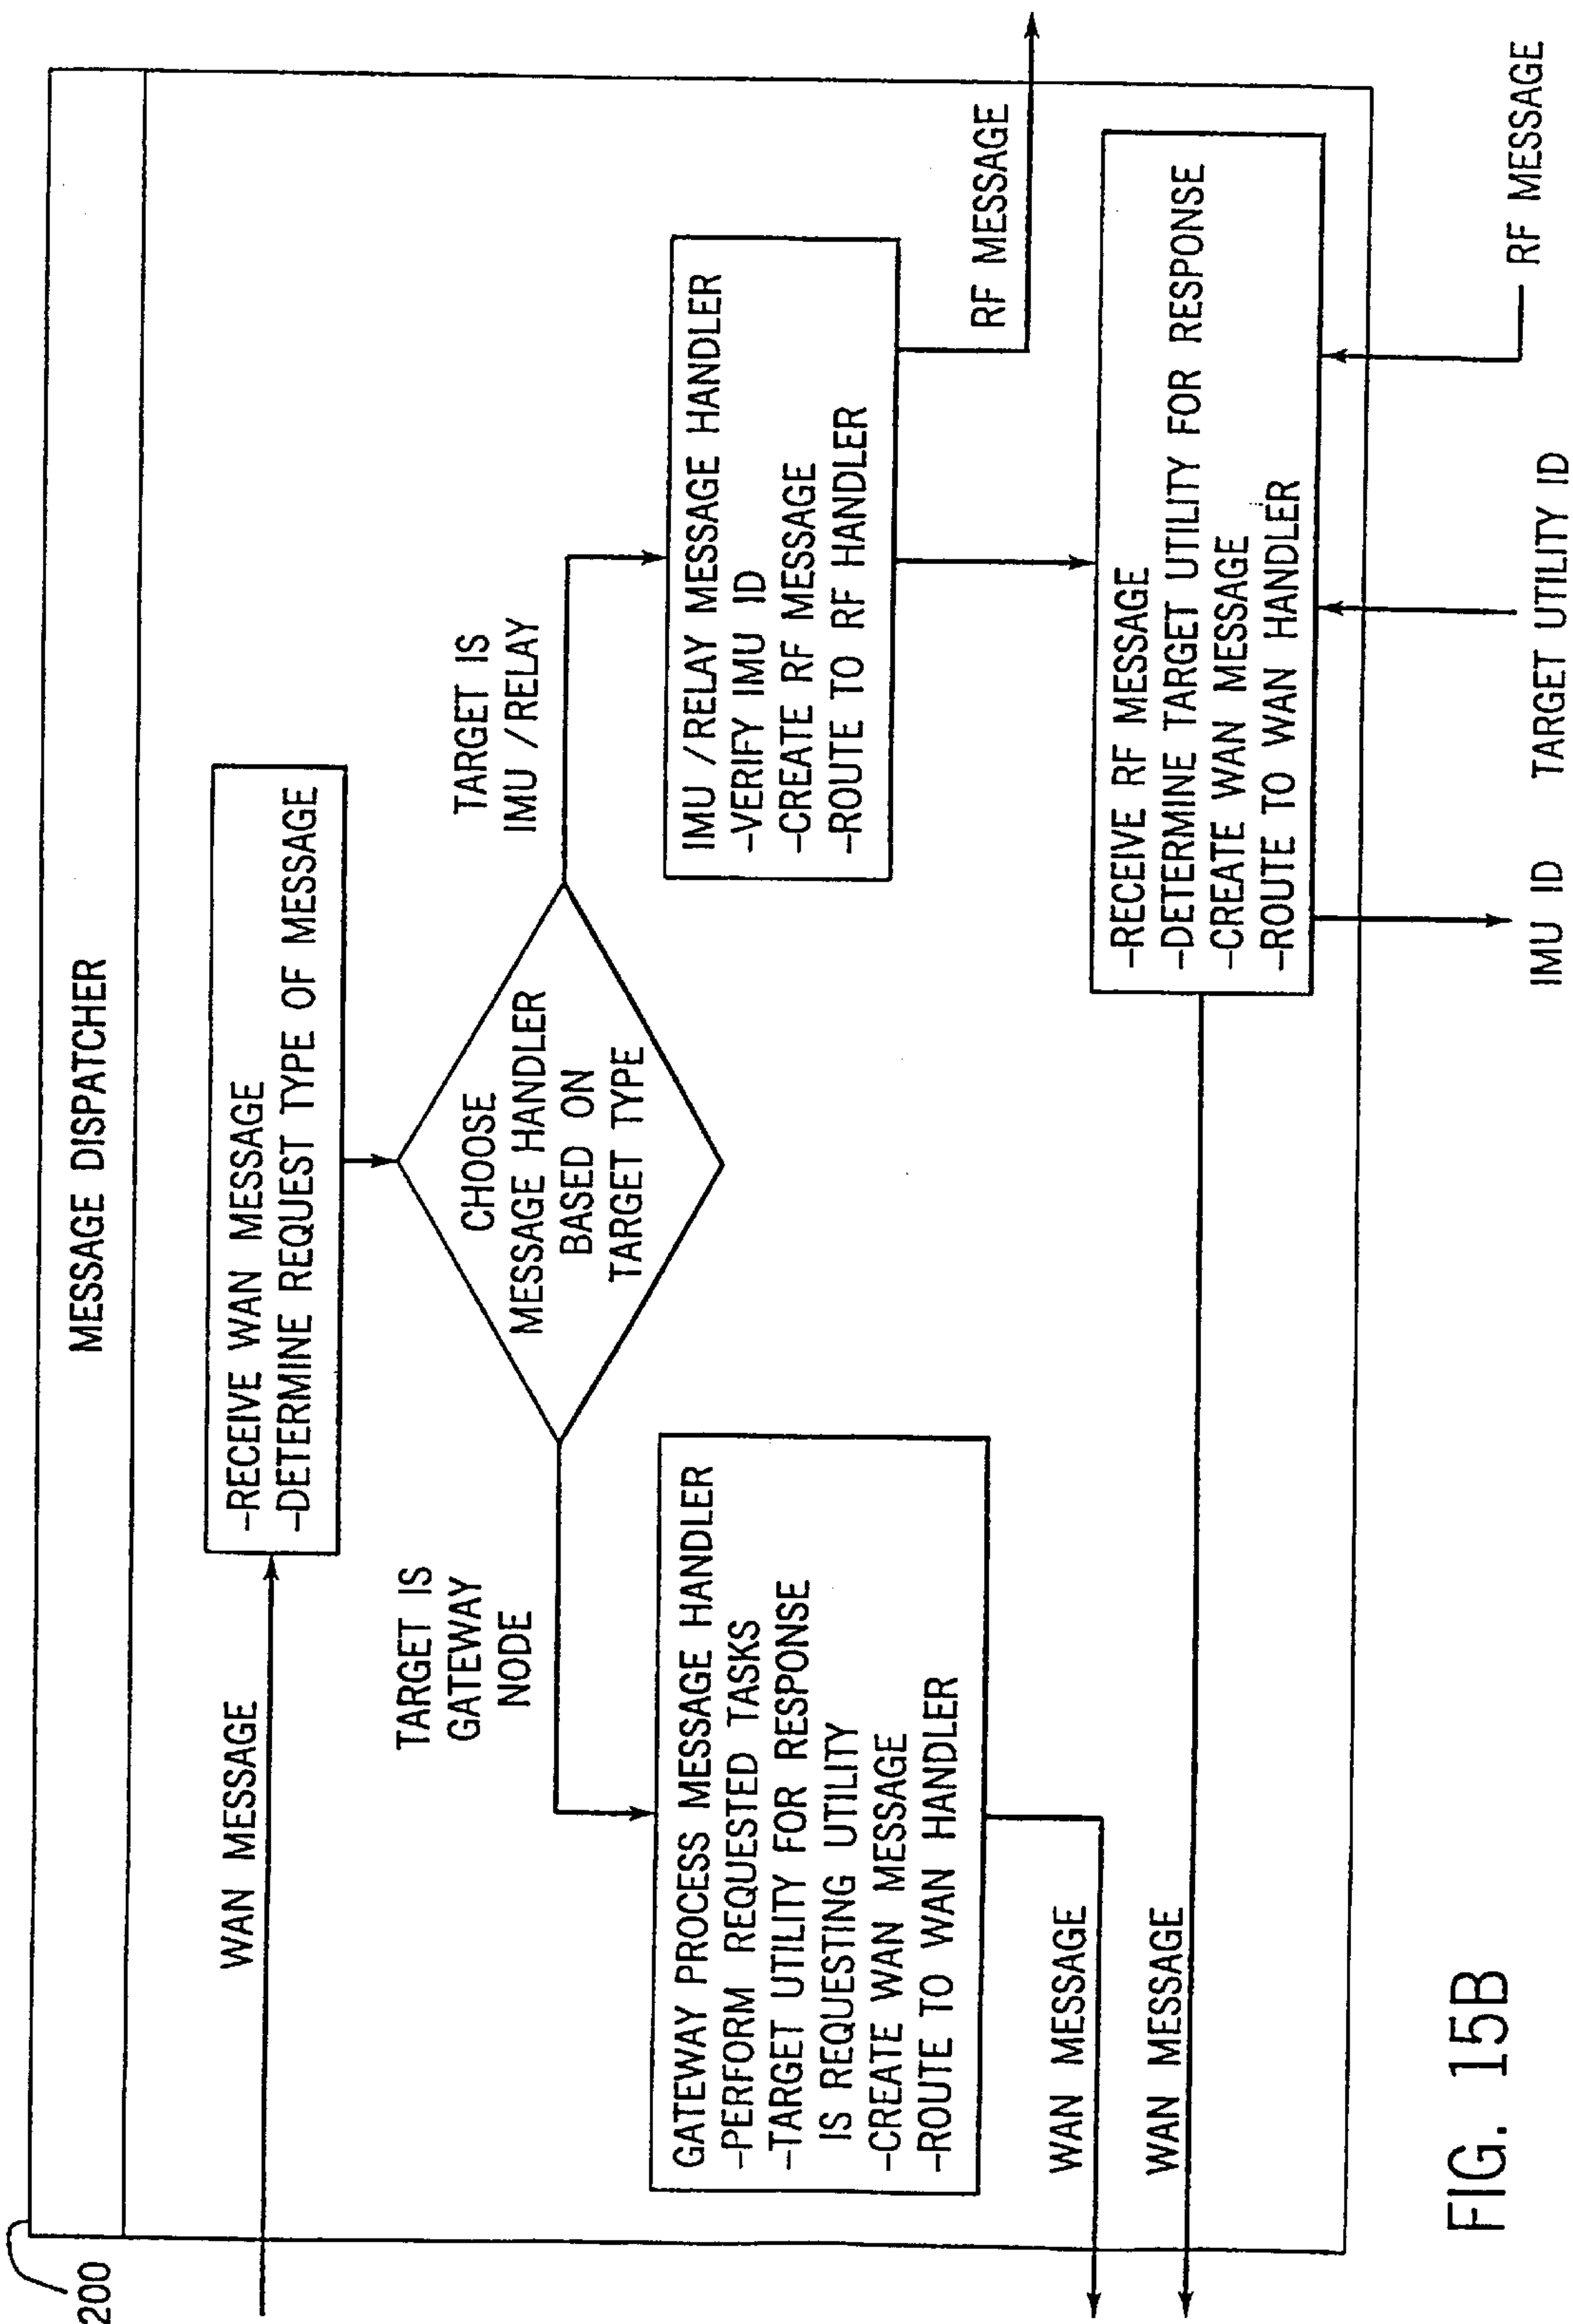 200
MESSAGE DISPATCHER
WAN MESSAGE
-RECEIVE WAN MESSAGE
-DETERMINE REQUEST TYPE OF MESSAGE
CHOOSE
MESSAGE HANDLER
BASED ON
TARGET TYPE
TARGET IS
GATEWAY
NODE
TARGET IS
IMU /RELAY
GATEWAY PROCESS MESSAGE HANDLER
-PERFORM REQUESTED TASKS
-TARGET UTILITY FOR RESPONSE
IS REQUESTING UTILITY
-CREATE WAN MESSAGE
-ROUTE TO WAN HANDLER
IMU /RELAY MESSAGE HANDLER
-VERIFY IMU ID
-CREATE RF MESSAGE
-ROUTE TO RF HANDLER
RF MESSAGE
WAN MESSAGE
WAN MESSAGE
-RECEIVE RF MESSAGE
-DETERMINE TARGET UTILITY FOR RESPONSE
-CREATE WAN MESSAGE
-ROUTE TO WAN HANDLER
IMU ID
TARGET UTILITY ID
RF MESSAGE
FIG. 15B